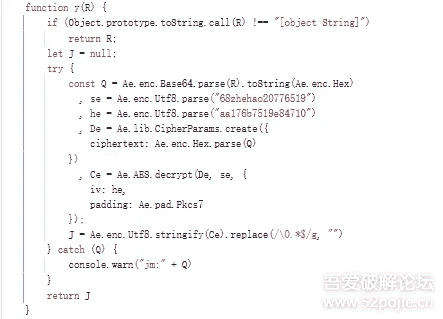 function y(R) {
if (Object.prototype.toString.call(R) !== "[object String]")
return R;
let J = null;
try {
const Q = Ae.enc.Base64.parse(R).toString(Ae.enc.Hex)
, se = Ae.enc.Utf8.parse("68zhehao20776519")
, he = Ae.enc.Utf8.parse("aa176b7519e84710")
, De = Ae.lib.CipherParams.create({
ciphertext: Ae.enc.Hex.parse(Q)
})
, Ce = Ae.AES.decrypt(De, se, {
iv: he,
padding: Ae.pad.Pkcs7
});
J = Ae.enc.Utf8.stringify(Ce).replace(/\0.*$/g, "")
} catch (Q) {
console.warn("jm:" + Q)
}
return J
}
吾爱破解论坛
www.52pojie.cn